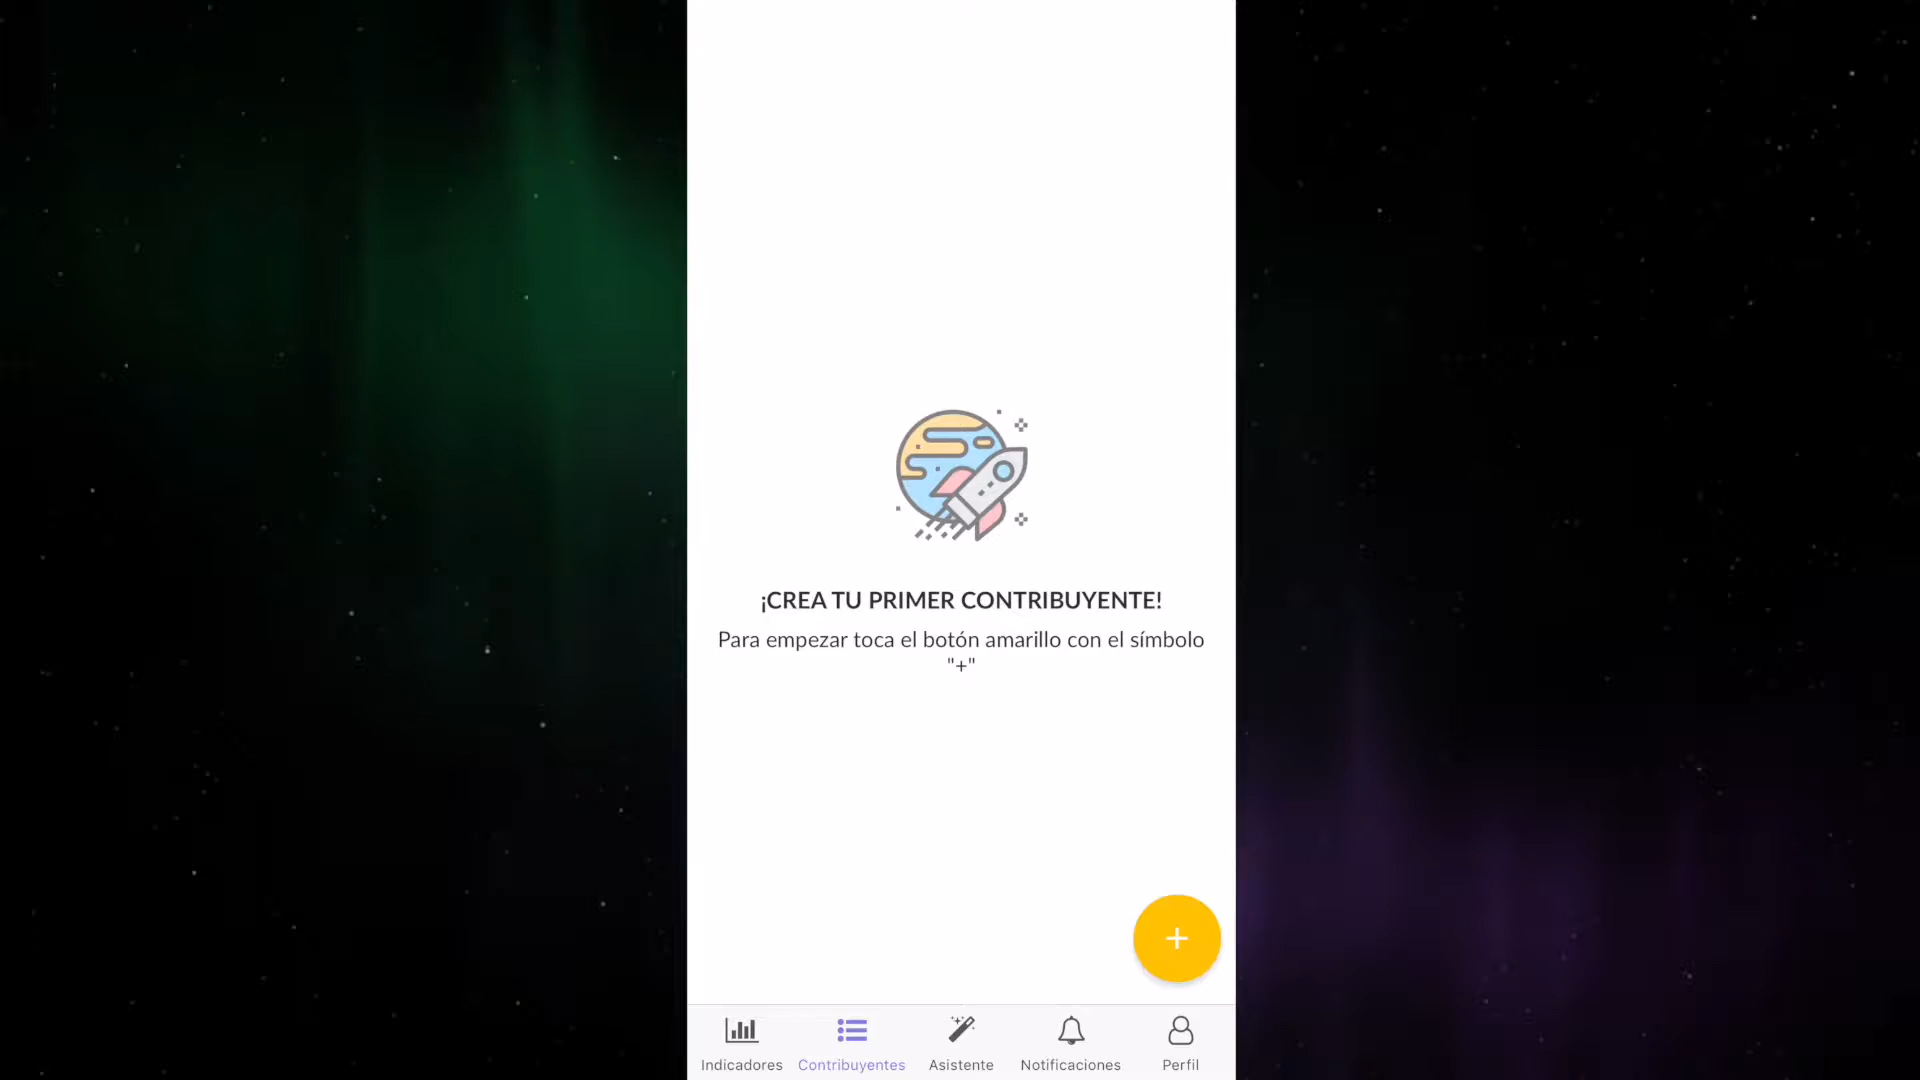 ¡CREA TU PRIMER CONTRIBUYENTE!
Para empezar toca el botón amarillo con el símbolo
"+"
+
Indicadores
Contribuyentes
Asistente
Notificaciones
Perfil